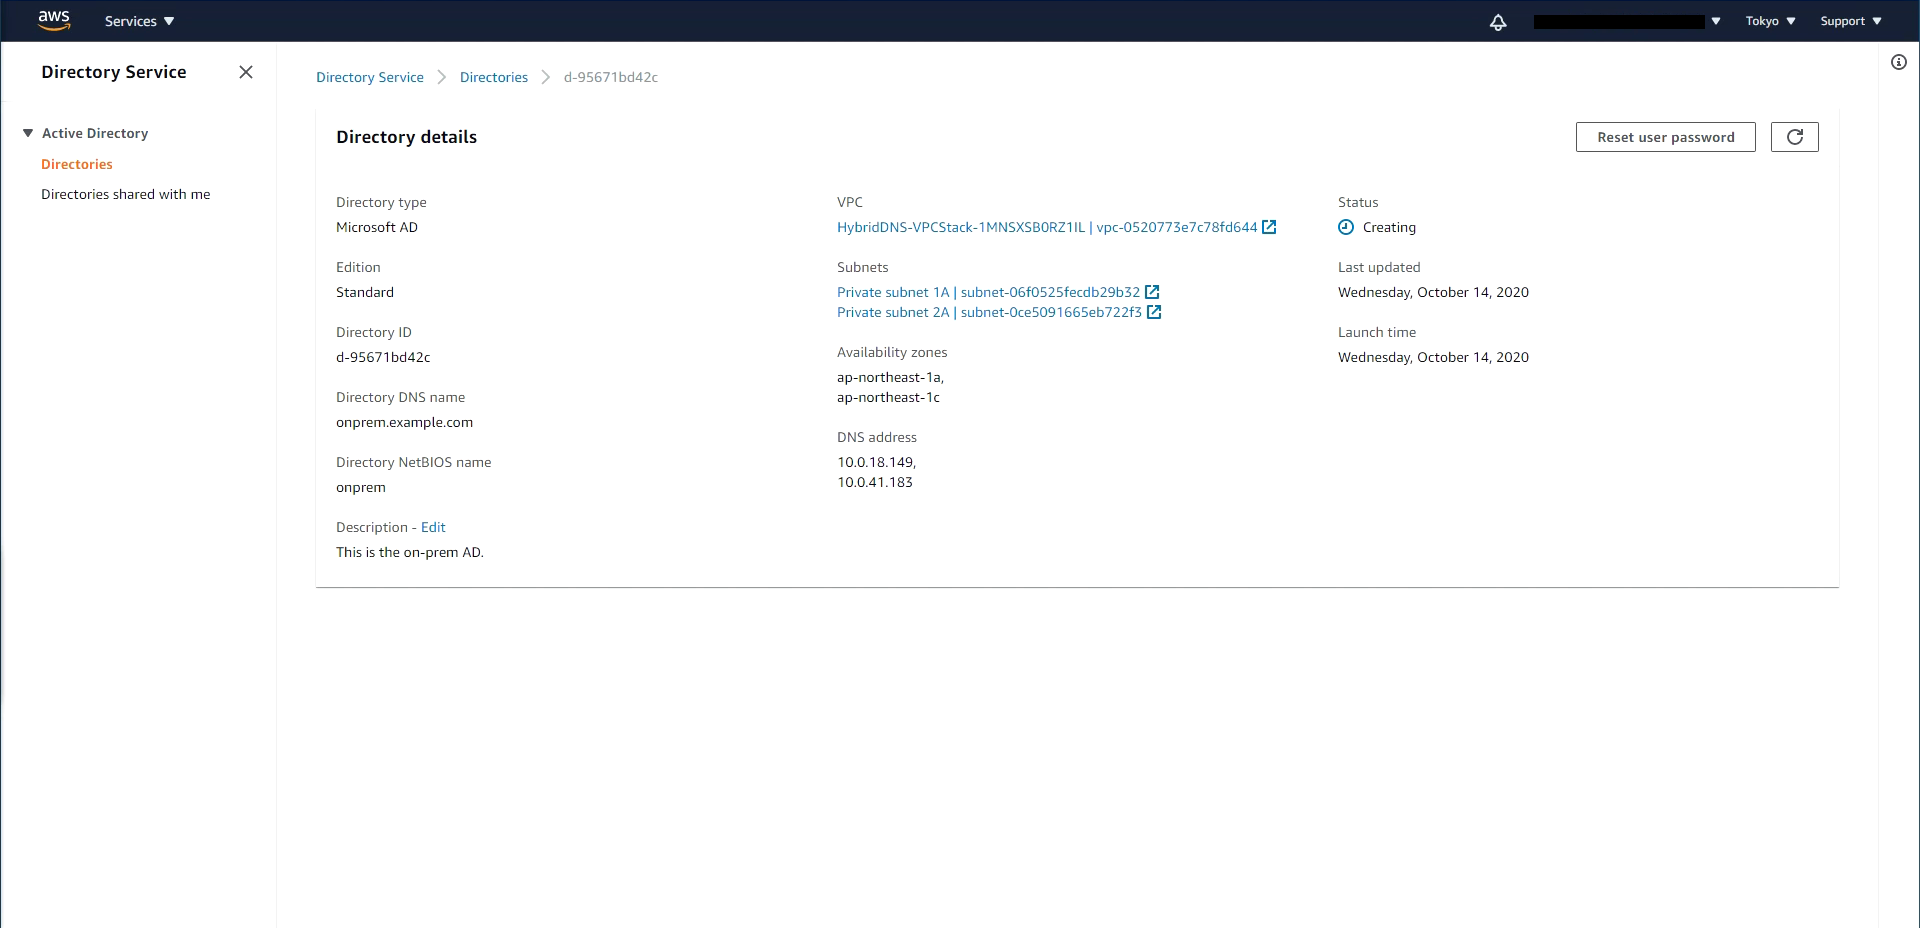 aws
Services
Tokyo
Support
Directory Service
Active Directory
Directories
Directories shared with me
Directory Service
Directories
d-95671bd42c
Directory details
Reset user password
Directory type
Microsoft AD
Edition
Standard
Directory ID
d-95671bd42c
Directory DNS name
onprem.example.com
Directory NetBIOS name
onprem
Description - Edit
This is the on-prem AD.
VPC
HybridDNS-VPCStack-1MNSXSB0RZ1IL | vpc-0520773e7c78fd644
Subnets
Private subnet 1A | subnet-06f0525fecdb29b32
Private subnet 2A | subnet-0ce5091665eb722f3
Availability zones
ap-northeast-1a,
ap-northeast-1c
DNS address
10.0.18.149,
10.0.41.183
Status
Creating
Last updated
Wednesday, October 14, 2020
Launch time
Wednesday, October 14, 2020